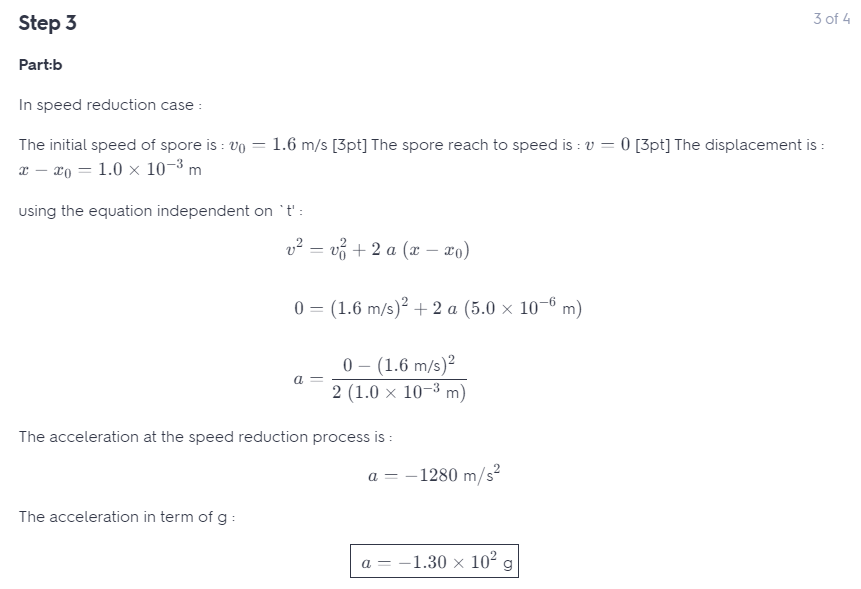 Step 3
3 of 4
Part:b
In speed reduction case :
The initial speed of spore is : v₀ = 1.6 m/s [3pt] The spore reach to speed is : v = 0 [3pt] The displacement is :
x − x₀ = 1.0 × 10⁻³ m
using the equation independent on `t' :
v² = v₀² + 2 a (x − x₀)
0 = (1.6 m/s)² + 2 a (5.0 × 10⁻⁶ m)
a = \frac{0 − (1.6 m/s)²}{2 (1.0 × 10⁻³ m)}
The acceleration at the speed reduction process is :
a = −1280 m/s²
The acceleration in term of g :
a = −1.30 × 10² g